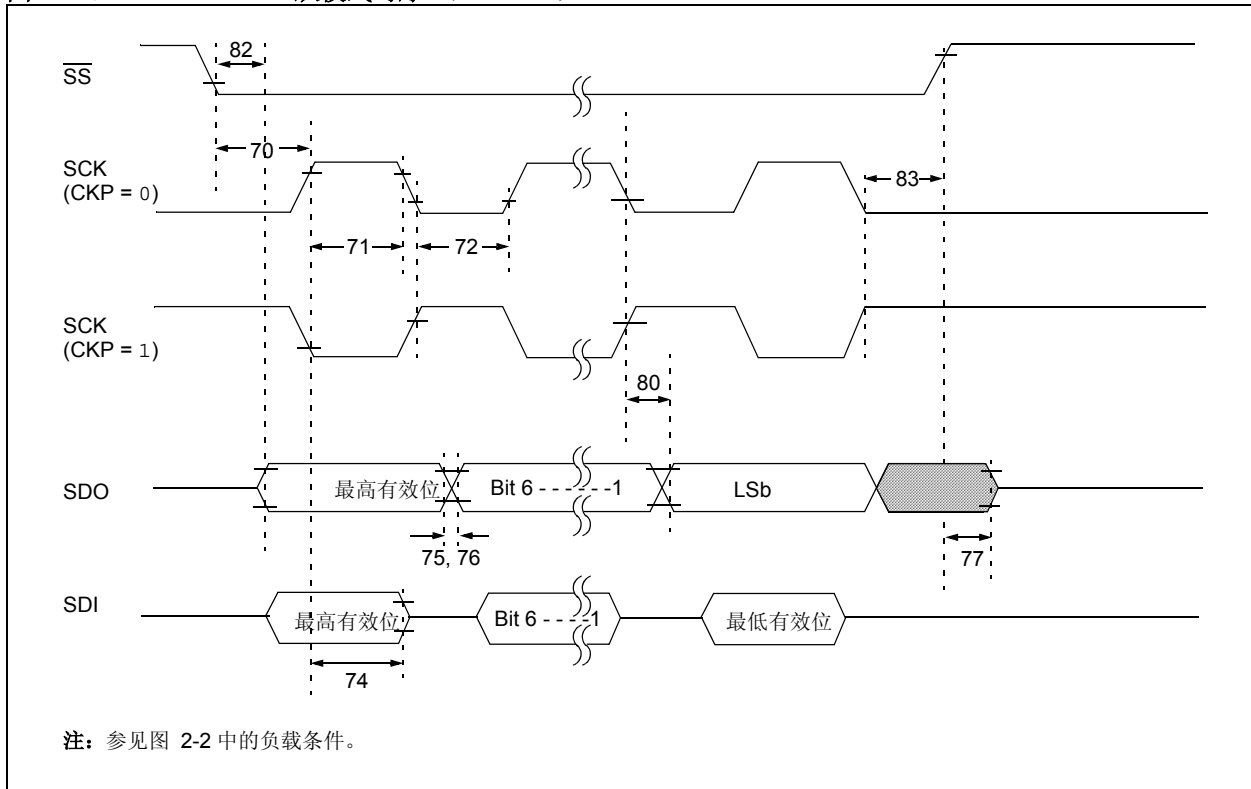 82
SS
70
SCK
(CKP = 0)
83
71
72
SCK
(CKP = 1)
80
SDO
最高有效位
Bit 6 - - - - - -1
LSb
75, 76
77
SDI
最高有效位
Bit 6 - - - -1
最低有效位
74
注：参见图 2-2 中的负载条件。